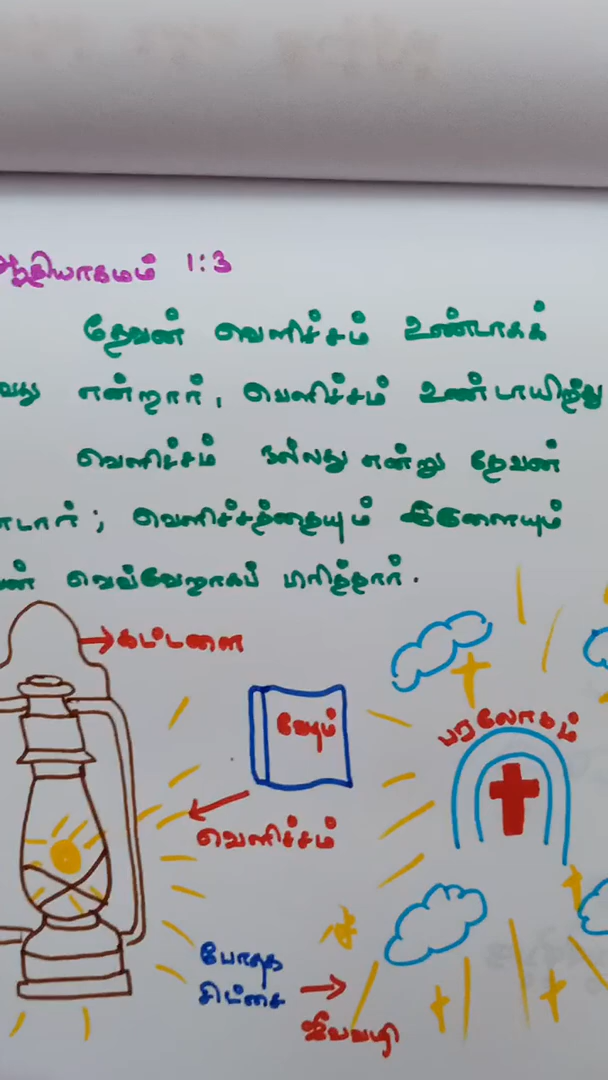 ஆதியாகமம் 1:3
தேவன் வெளிச்சம் உண்டாகக்
வது என்றார், வெளிச்சம் உண்டாயிற்று
வெளிச்சம் நல்லது என்று தேவன்
டார்; வெளிச்சத்தையும் இருளையும்
ன் வெவ்வேறாகப் பிரித்தார்.
கட்டளை
வேதம்
பரலோகம்
வெளிச்சம்
போதக
சிட்சை
ஜீவவழி